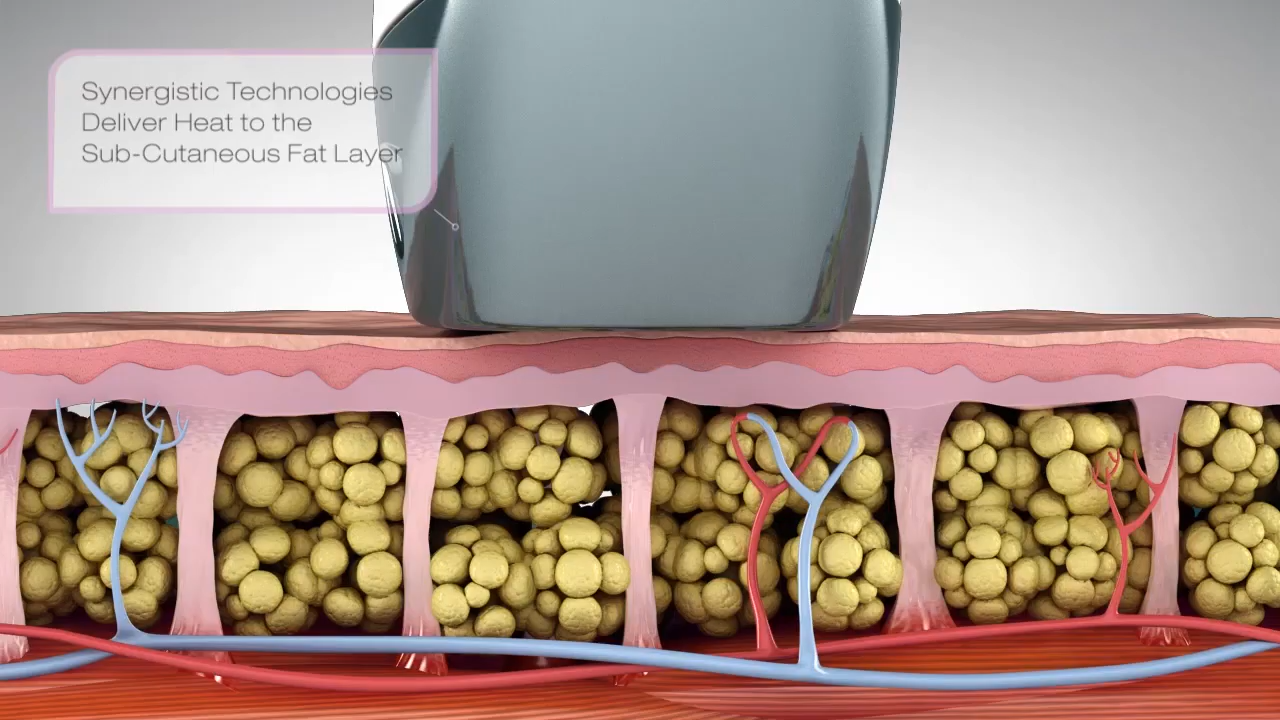 Synergistic Technologies
Deliver Heat to the
Sub-Cutaneous Fat Layer